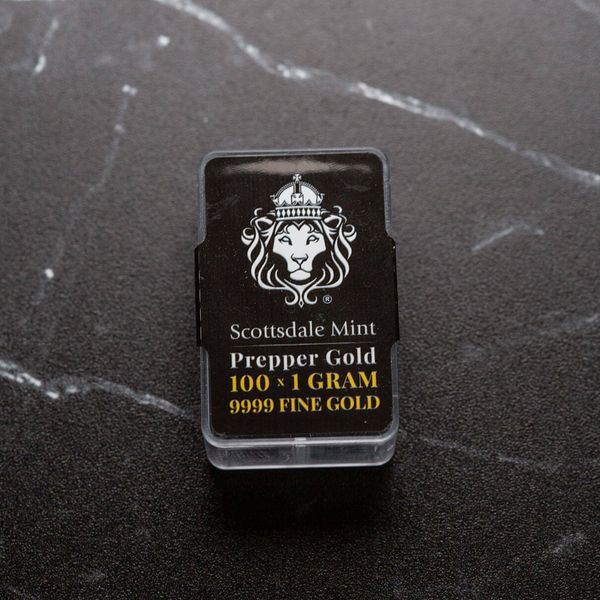 ®
Scottsdale Mint
Prepper Gold
100 x 1 GRAM
9999 FINE GOLD